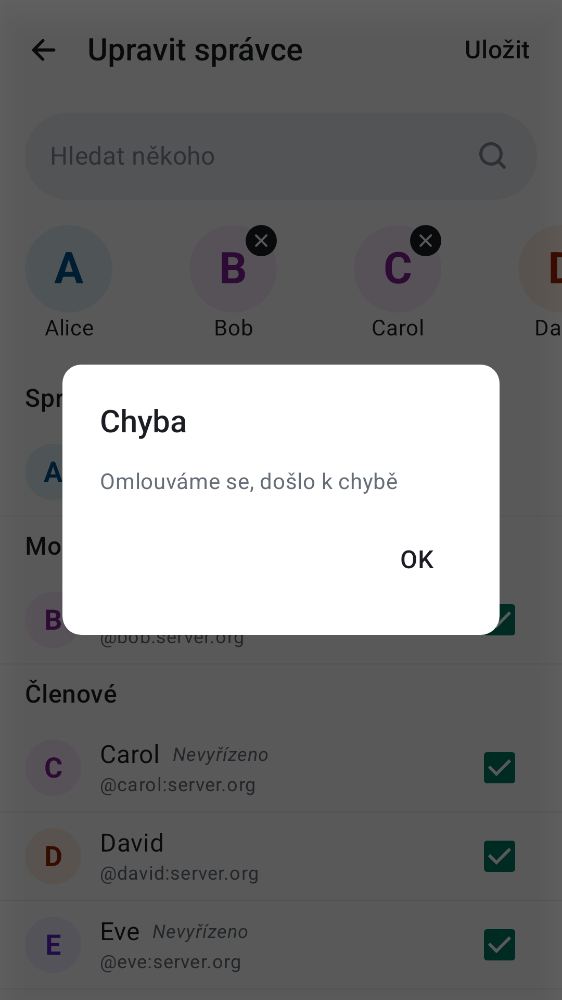 Upravit správce
Uložit
Hledat někoho
A
B
C
D
Alice
Bob
Carol
Da
Spr
A
Chyba
Omlouváme se, došlo k chybě
OK
Mo
B
@bob:server.org
Členové
C
Carol Nevyřízeno
@carol:server.org
D
David
@david:server.org
E
Eve Nevyřízeno
@eve:server.org